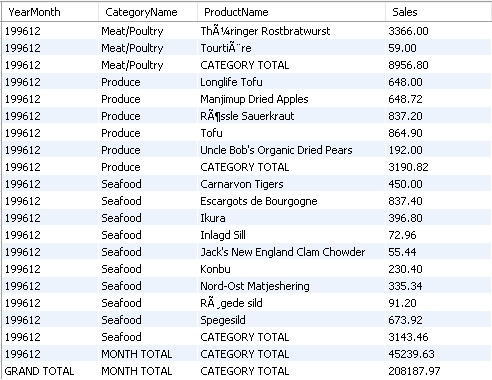 YearMonth CategoryName ProductName Sales
199612 Meat/Poultry ThÃ¼ringer Rostbratwurst 3366.00
199612 Meat/Poultry TourtiÃ¨re 59.00
199612 Meat/Poultry CATEGORY TOTAL 8956.80
199612 Produce Longlife Tofu 648.00
199612 Produce Manjimup Dried Apples 648.72
199612 Produce RÃ¶ssle Sauerkraut 837.20
199612 Produce Tofu 864.90
199612 Produce Uncle Bob's Organic Dried Pears 192.00
199612 Produce CATEGORY TOTAL 3190.82
199612 Seafood Carnarvon Tigers 450.00
199612 Seafood Escargots de Bourgogne 837.40
199612 Seafood Ikura 396.80
199612 Seafood Inlagd Sill 72.96
199612 Seafood Jack's New England Clam Chowder 55.44
199612 Seafood Konbu 230.40
199612 Seafood Nord-Ost Matjeshering 335.34
199612 Seafood RÃ¸gede sild 91.20
199612 Seafood Spegesild 673.92
199612 Seafood CATEGORY TOTAL 3143.46
199612 MONTH TOTAL CATEGORY TOTAL 45239.63
GRAND TOTAL MONTH TOTAL CATEGORY TOTAL 208187.97